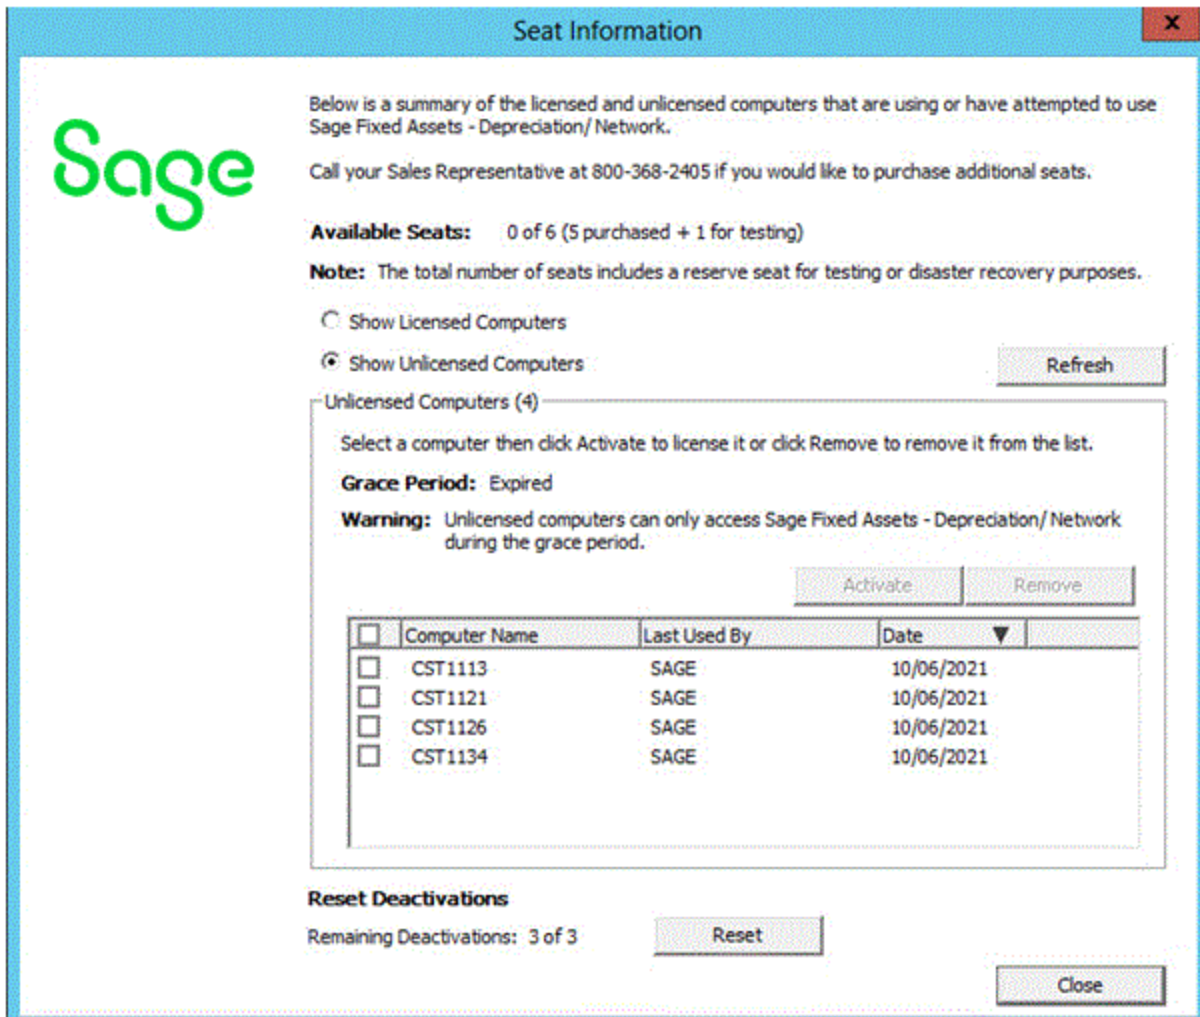 Seat Information
X
Sage
Below is a summary of the licensed and unlicensed computers that are using or have attempted to use
Sage Fixed Assets - Depreciation/ Network.
Call your Sales Representative at 800-368-2405 if you would like to purchase additional seats.
Available Seats: 0 of 6 (5 purchased + 1 for testing)
Note: The total number of seats includes a reserve seat for testing or disaster recovery purposes.
Show Licensed Computers
Show Unlicensed Computers
Refresh
Unlicensed Computers (4)
Select a computer then click Activate to license it or click Remove to remove it from the list.
Grace Period: Expired
Warning: Unlicensed computers can only access Sage Fixed Assets - Depreciation/ Network
during the grace period.
Activate Remove
Computer Name Last Used By Date
CST1113 SAGE 10/06/2021
CST1121 SAGE 10/06/2021
CST1126 SAGE 10/06/2021
CST1134 SAGE 10/06/2021
Reset Deactivations
Remaining Deactivations: 3 of 3 Reset
Close